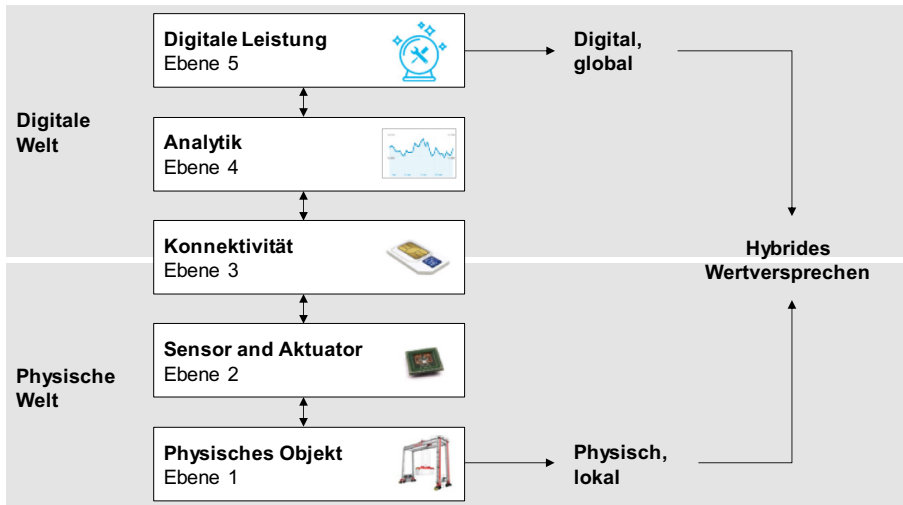 Digitale Leistung
Ebene 5
Digital,
global
Digitale
Welt
Analytik
Ebene 4
Konnektivität
Ebene 3
Hybrides
Wertversprechen
Sensor and Aktuator
Ebene 2
Physische
Welt
Physisches Objekt
Ebene 1
Physisch,
lokal